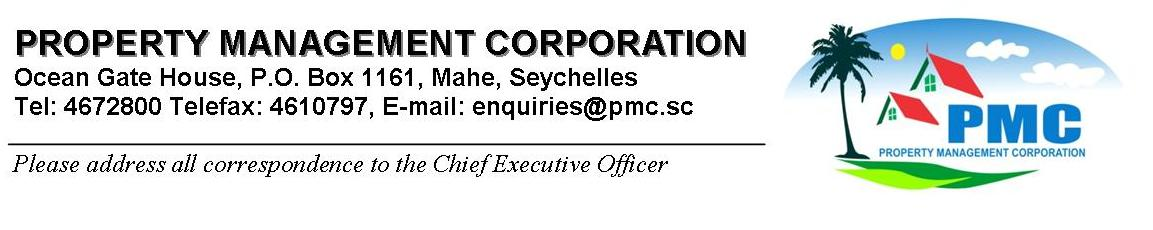 PROPERTY MANAGEMENT CORPORATION
Ocean Gate House, P.O. Box 1161, Mahe, Seychelles
Tel: 4672800 Telefax: 4610797, E-mail: enquiries@pmc.sc
Please address all correspondence to the Chief Executive Officer
PMC
PROPERTY MANAGEMENT CORPORATION